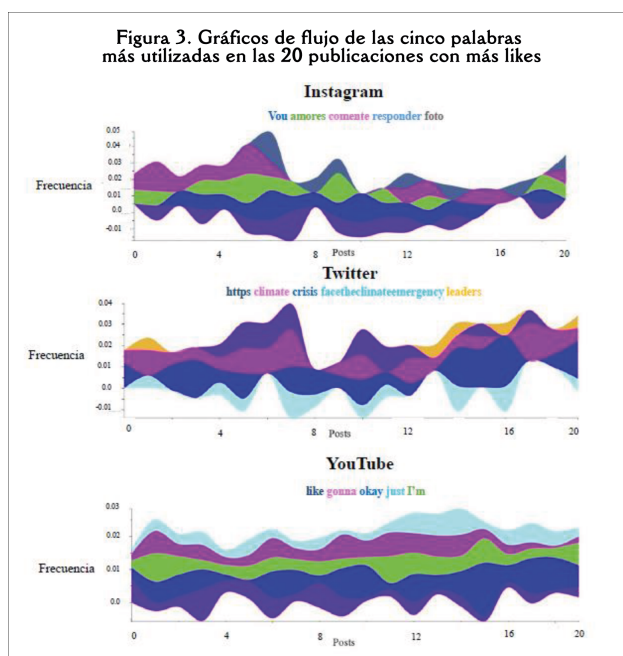 Figura 3. Gráficos de flujo de las cinco palabras
más utilizadas en las 20 publicaciones con más likes
Instagram
Vou amores comente responder foto
0.05
0.04
0.03
0.02
0.01
0.0
-0.01
Frecuencia
0 4 8 12 16 20
Posts
Twitter
https climate crisis facetheclimateemergency leaders
0.04
0.03
0.02
0.01
0.0
-0.01
Frecuencia
0 4 8 12 16 20
Posts
YouTube
like gonna okay just I'm
0.03
0.02
0.01
0.0
Frecuencia
0 4 8 12 16 20
Posts